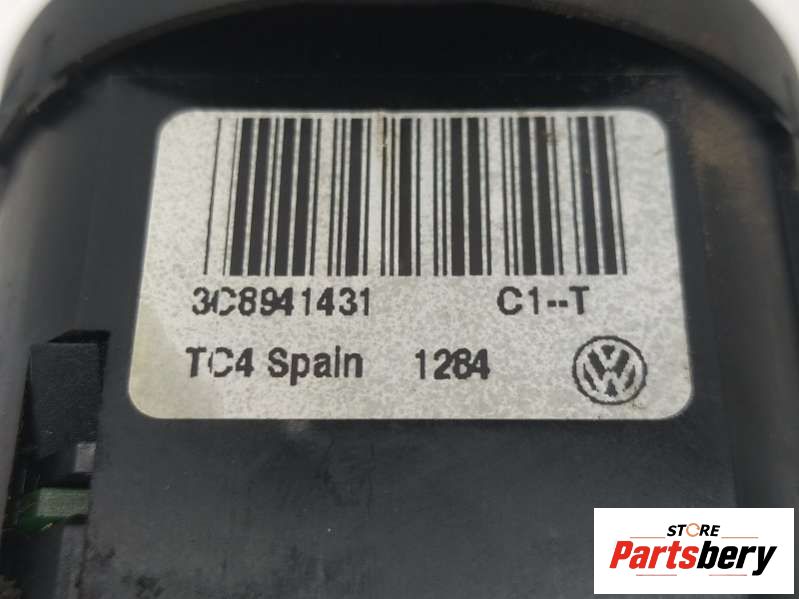 3C8941431 C1--T
TC4 Spain 1284
STORE
Partsbery